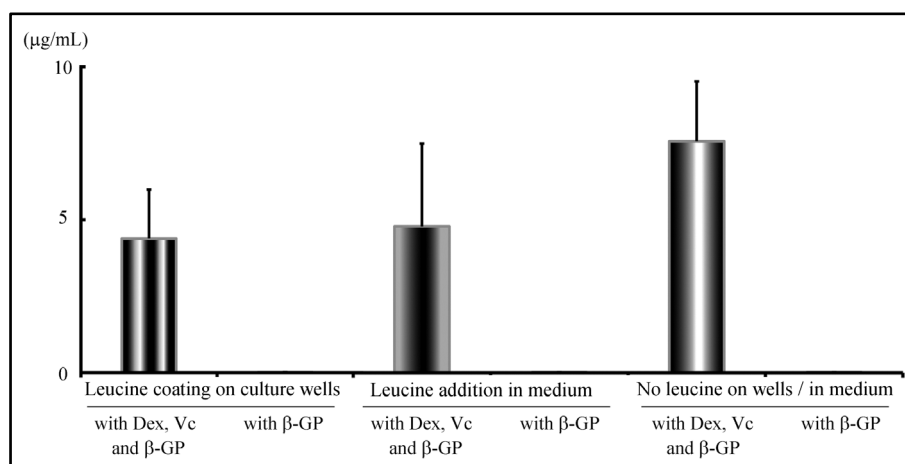 (μg/mL)
10
5
0
Leucine coating on culture wells
Leucine addition in medium
No leucine on wells / in medium
with Dex, Vc
and β-GP
with β-GP
with Dex, Vc
and β-GP
with β-GP
with Dex, Vc
and β-GP
with β-GP